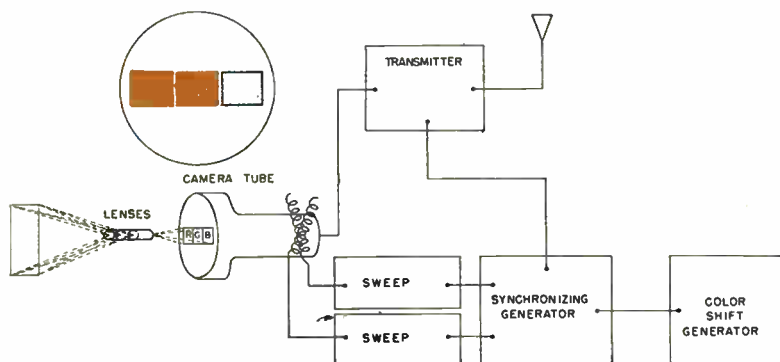 TRANSMITTER
CAMERA TUBE
LENSES
R G B
SWEEP
SWEEP
SYNCHRONIZING
GENERATOR
COLOR
SHIFT
GENERATOR